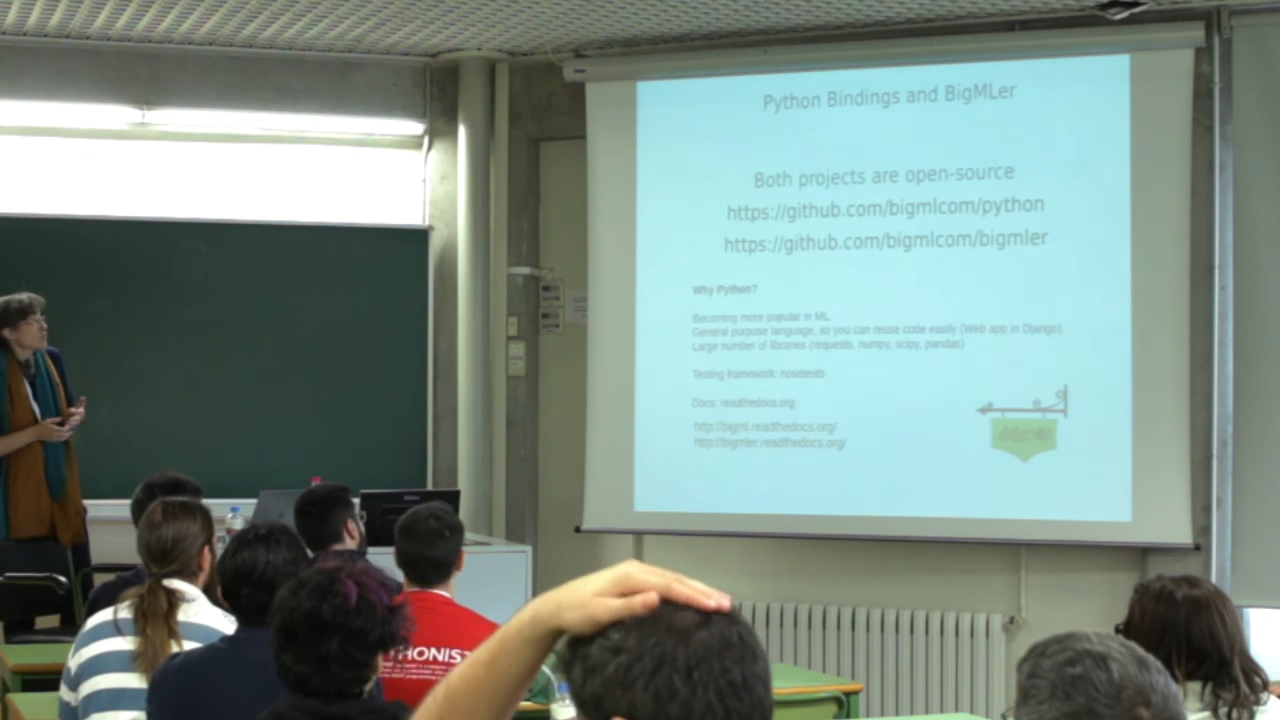 Python Bindings and BigMLer
Both projects are open-source
https://github.com/bigmlcom/python
https://github.com/bigmlcom/bigmler
Why Python?
Becoming more popular in ML.
General purpose language, so you can reuse code easily (Web app in Django)
Large number of libraries (requests, numpy, scipy, pandas)
Testing framework: nosetests
Docs: readthedocs.org
http://bigml.readthedocs.org/
http://bigmler.readthedocs.org/
THONIS